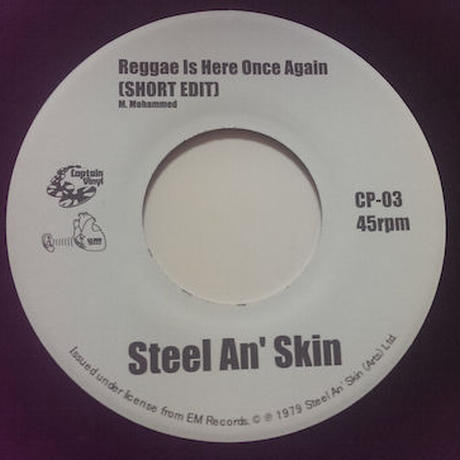 Reggae Is Here Once Again
(SHORT EDIT)
M. Mohammed
Captain
Vinyl
em
CP-03
45rpm
Steel An' Skin
Issued under license from EM Records. © ℗ 1979 Steel An' Skin (Arts) Ltd.